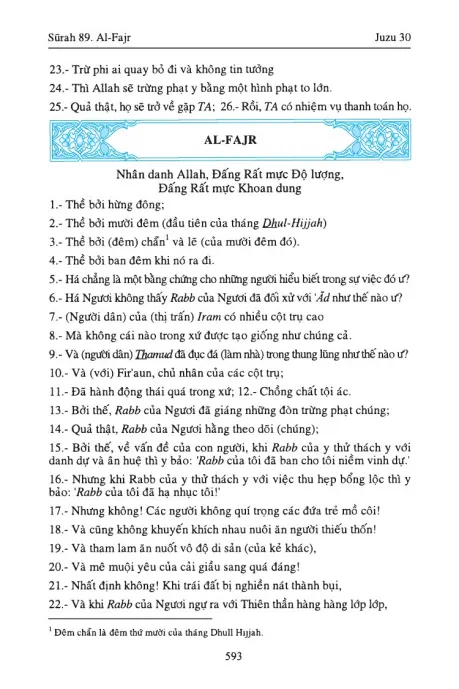 Sūrah 89. Al-Fajr
Juzu 30
23.- Trừ phi ai quay bỏ đi và không tin tưởng
24.- Thì Allah sẽ trừng phạt y bằng một hình phạt to lớn.
25.- Quả thật, họ sẽ trở về gặp TA; 26.- Rồi, TA có nhiệm vụ thanh toán họ.
AL-FAJR
Nhân danh Allah, Đấng Rất mực Độ lượng,
Đấng Rất mực Khoan dung
1.- Thề bởi hừng đông;
2.- Thề bởi mười đêm (đầu tiên của tháng Dhul-Hijjah)
3.- Thề bởi (đêm) chẵn¹ và lẽ (của mười đêm đó).
4.- Thề bởi ban đêm khi nó ra đi.
5.- Há chẳng là một bằng chứng cho những người hiểu biết trong sự việc đó ư?
6.- Há Ngươi không thấy Rabb của Ngươi đã đối xử với 'Ād như thế nào ư?
7.- (Người dân) của (thị trấn) Iram có nhiều cột trụ cao
8.- Mà không cái nào trong xứ được tạo giống như chúng cả.
9.- Và (người dân) Thamud đã đục đá (làm nhà) trong thung lũng như thế nào ư?
10.- Và (với) Fir'aun, chủ nhân của các cột trụ;
11.- Đã hành động thái quá trong xứ; 12.- Chồng chất tội ác.
13.- Bởi thế, Rabb của Ngươi đã giáng những đòn trừng phạt chúng;
14.- Quả thật, Rabb của Ngươi hằng theo dõi (chúng);
15.- Bởi thế, về vấn đề của con người, khi Rabb của y thử thách y với
danh dự và ân huệ thì y bảo: 'Rabb của tôi đã ban cho tôi niềm vinh dự.'
16.- Nhưng khi Rabb của y thử thách y với việc thu hẹp bổng lộc thì y
bảo: 'Rabb của tôi đã hạ nhục tôi!'
17.- Nhưng không! Các người không quí trọng các đứa trẻ mồ côi!
18.- Và cũng không khuyến khích nhau nuôi ăn người thiếu thốn!
19.- Và tham lam ăn nuốt vô độ di sản (của kẻ khác),
20.- Và mê muội yêu của cải giầu sang quá đáng!
21.- Nhất định không! Khi trái đất bị nghiền nát thành bụi,
22.- Và khi Rabb của Ngươi ngự ra với Thiên thần hàng hàng lớp lớp,
¹ Đêm chẵn là đêm thứ mười của tháng Dhull Hijjah.
593